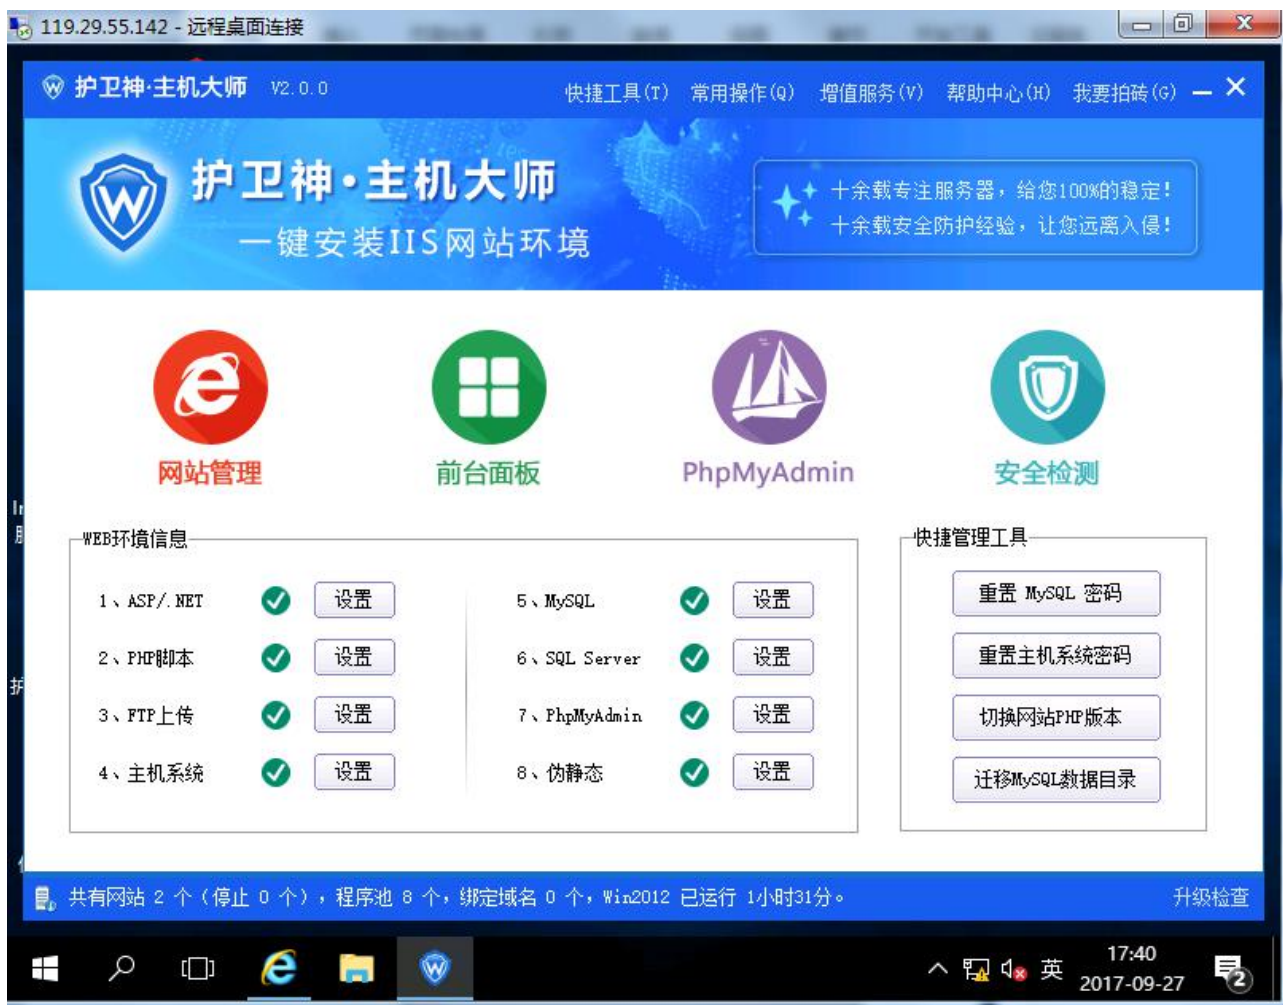 119.29.55.142 - 远程桌面连接
护卫神·主机大师 V2.0.0
快捷工具(T) 常用操作(Q) 增值服务(V) 帮助中心(H) 我要拍砖(G)
护卫神·主机大师
一键安装IIS网站环境
十余载专注服务器，给您100%的稳定！
十余载安全防护经验，让您远离入侵！
网站管理
前台面板
PhpMyAdmin
安全检测
WEB环境信息
1、ASP/.NET 设置
2、PHP脚本 设置
3、FTP上传 设置
4、主机系统 设置
5、MySQL 设置
6、SQL Server 设置
7、PhpMyAdmin 设置
8、伪静态 设置
快捷管理工具
重置 MySQL 密码
重置主机系统密码
切换网站PHP版本
迁移MySQL数据目录
共有网站 2 个（停止 0 个），程序池 8 个，绑定域名 0 个，Win2012 已运行 1小时31分。
升级检查
英
17:40
2017-09-27
2